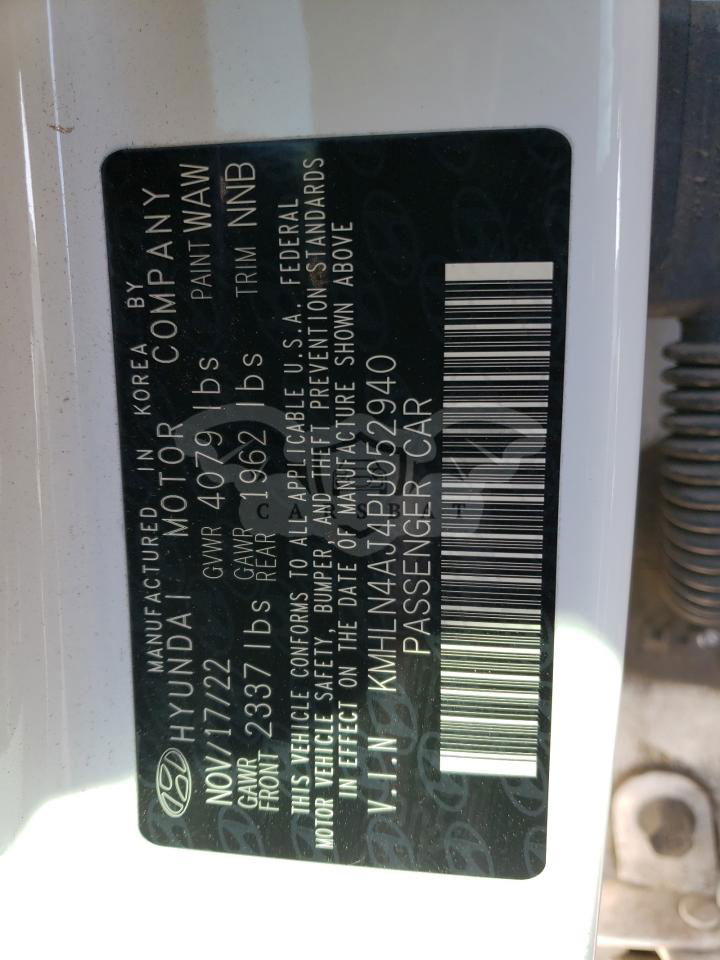 MANUFACTURED IN KOREA BY
HYUNDAI MOTOR COMPANY
NOV/17/22 GVWR 4079 lbs PAINT WAW
GAWR FRONT 2337 lbs GAWR REAR 1962 lbs TRIM NNB
THIS VEHICLE CONFORMS TO ALL APPLICABLE U.S.A. FEDERAL
MOTOR VEHICLE SAFETY, BUMPER, AND THEFT PREVENTION STANDARDS
IN EFFECT ON THE DATE OF MANUFACTURE SHOWN ABOVE
V.I.N KMHLN4AJ4PU052940
PASSENGER CAR
CARSBAT